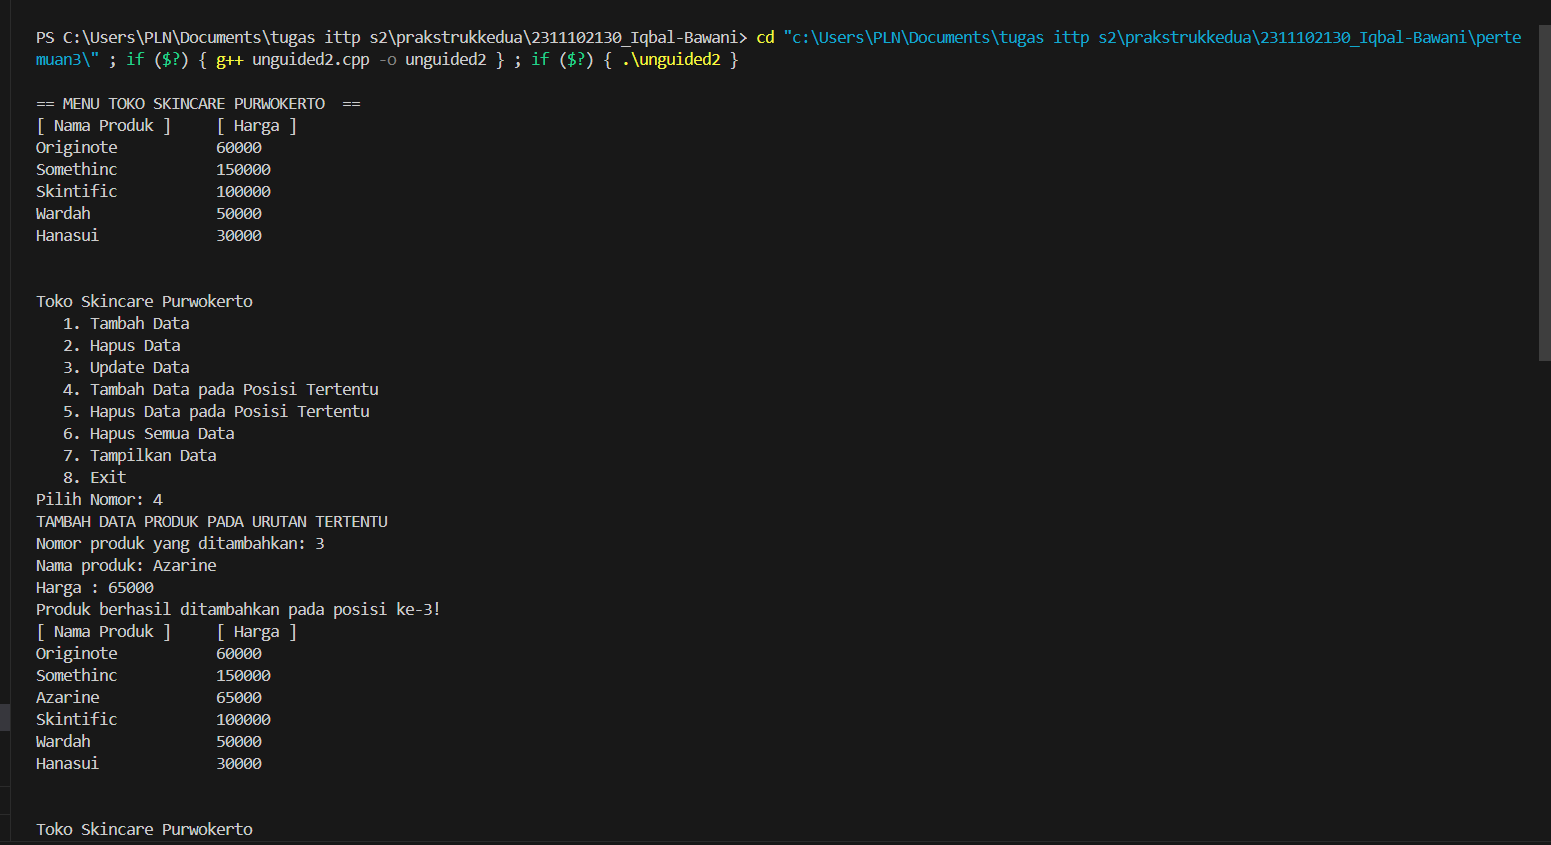 PS C:\Users\PLN\Documents\tugas ittp s2\prakstrukkedua\2311102130_Iqbal-Bawani> cd "c:\Users\PLN\Documents\tugas ittp s2\prakstrukkedua\2311102130_Iqbal-Bawani\perte
muan3\" ; if ($?) { g++ unguided2.cpp -o unguided2 } ; if ($?) { .\unguided2 }
== MENU TOKO SKINCARE PURWOKERTO  ==
[ Nama Produk ]     [ Harga ]
Originote           60000
Somethinc           150000
Skintific           100000
Wardah              50000
Hanasui             30000
Toko Skincare Purwokerto
   1. Tambah Data
   2. Hapus Data
   3. Update Data
   4. Tambah Data pada Posisi Tertentu
   5. Hapus Data pada Posisi Tertentu
   6. Hapus Semua Data
   7. Tampilkan Data
   8. Exit
Pilih Nomor: 4
TAMBAH DATA PRODUK PADA URUTAN TERTENTU
Nomor produk yang ditambahkan: 3
Nama produk: Azarine
Harga : 65000
Produk berhasil ditambahkan pada posisi ke-3!
[ Nama Produk ]     [ Harga ]
Originote           60000
Somethinc           150000
Azarine             65000
Skintific           100000
Wardah              50000
Hanasui             30000
Toko Skincare Purwokerto